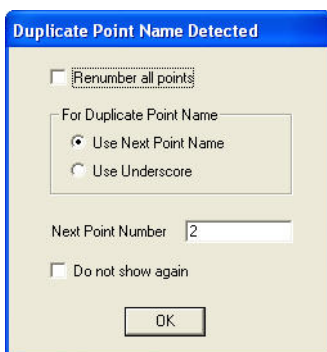 Duplicate Point Name Detected
Renumber all points
For Duplicate Point Name
Use Next Point Name
Use Underscore
Next Point Number 2
Do not show again
OK